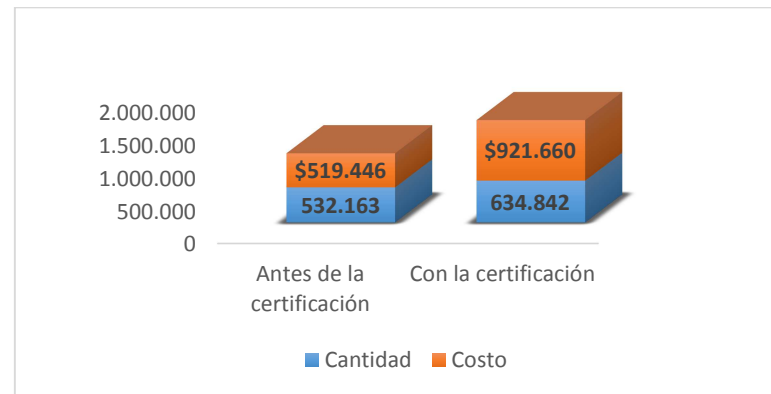 2.000.000
1.500.000
1.000.000
500.000
0
$519.446
532.163
$921.660
634.842
Antes de la
certificación
Con la certificación
Cantidad
Costo